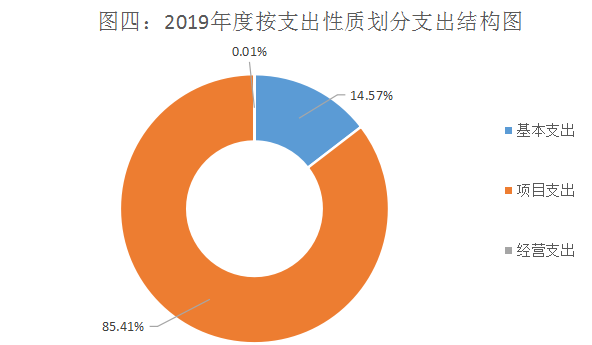 图四：2019年度按支出性质划分支出结构图
0.01%
14.57%
基本支出
项目支出
经营支出
85.41%